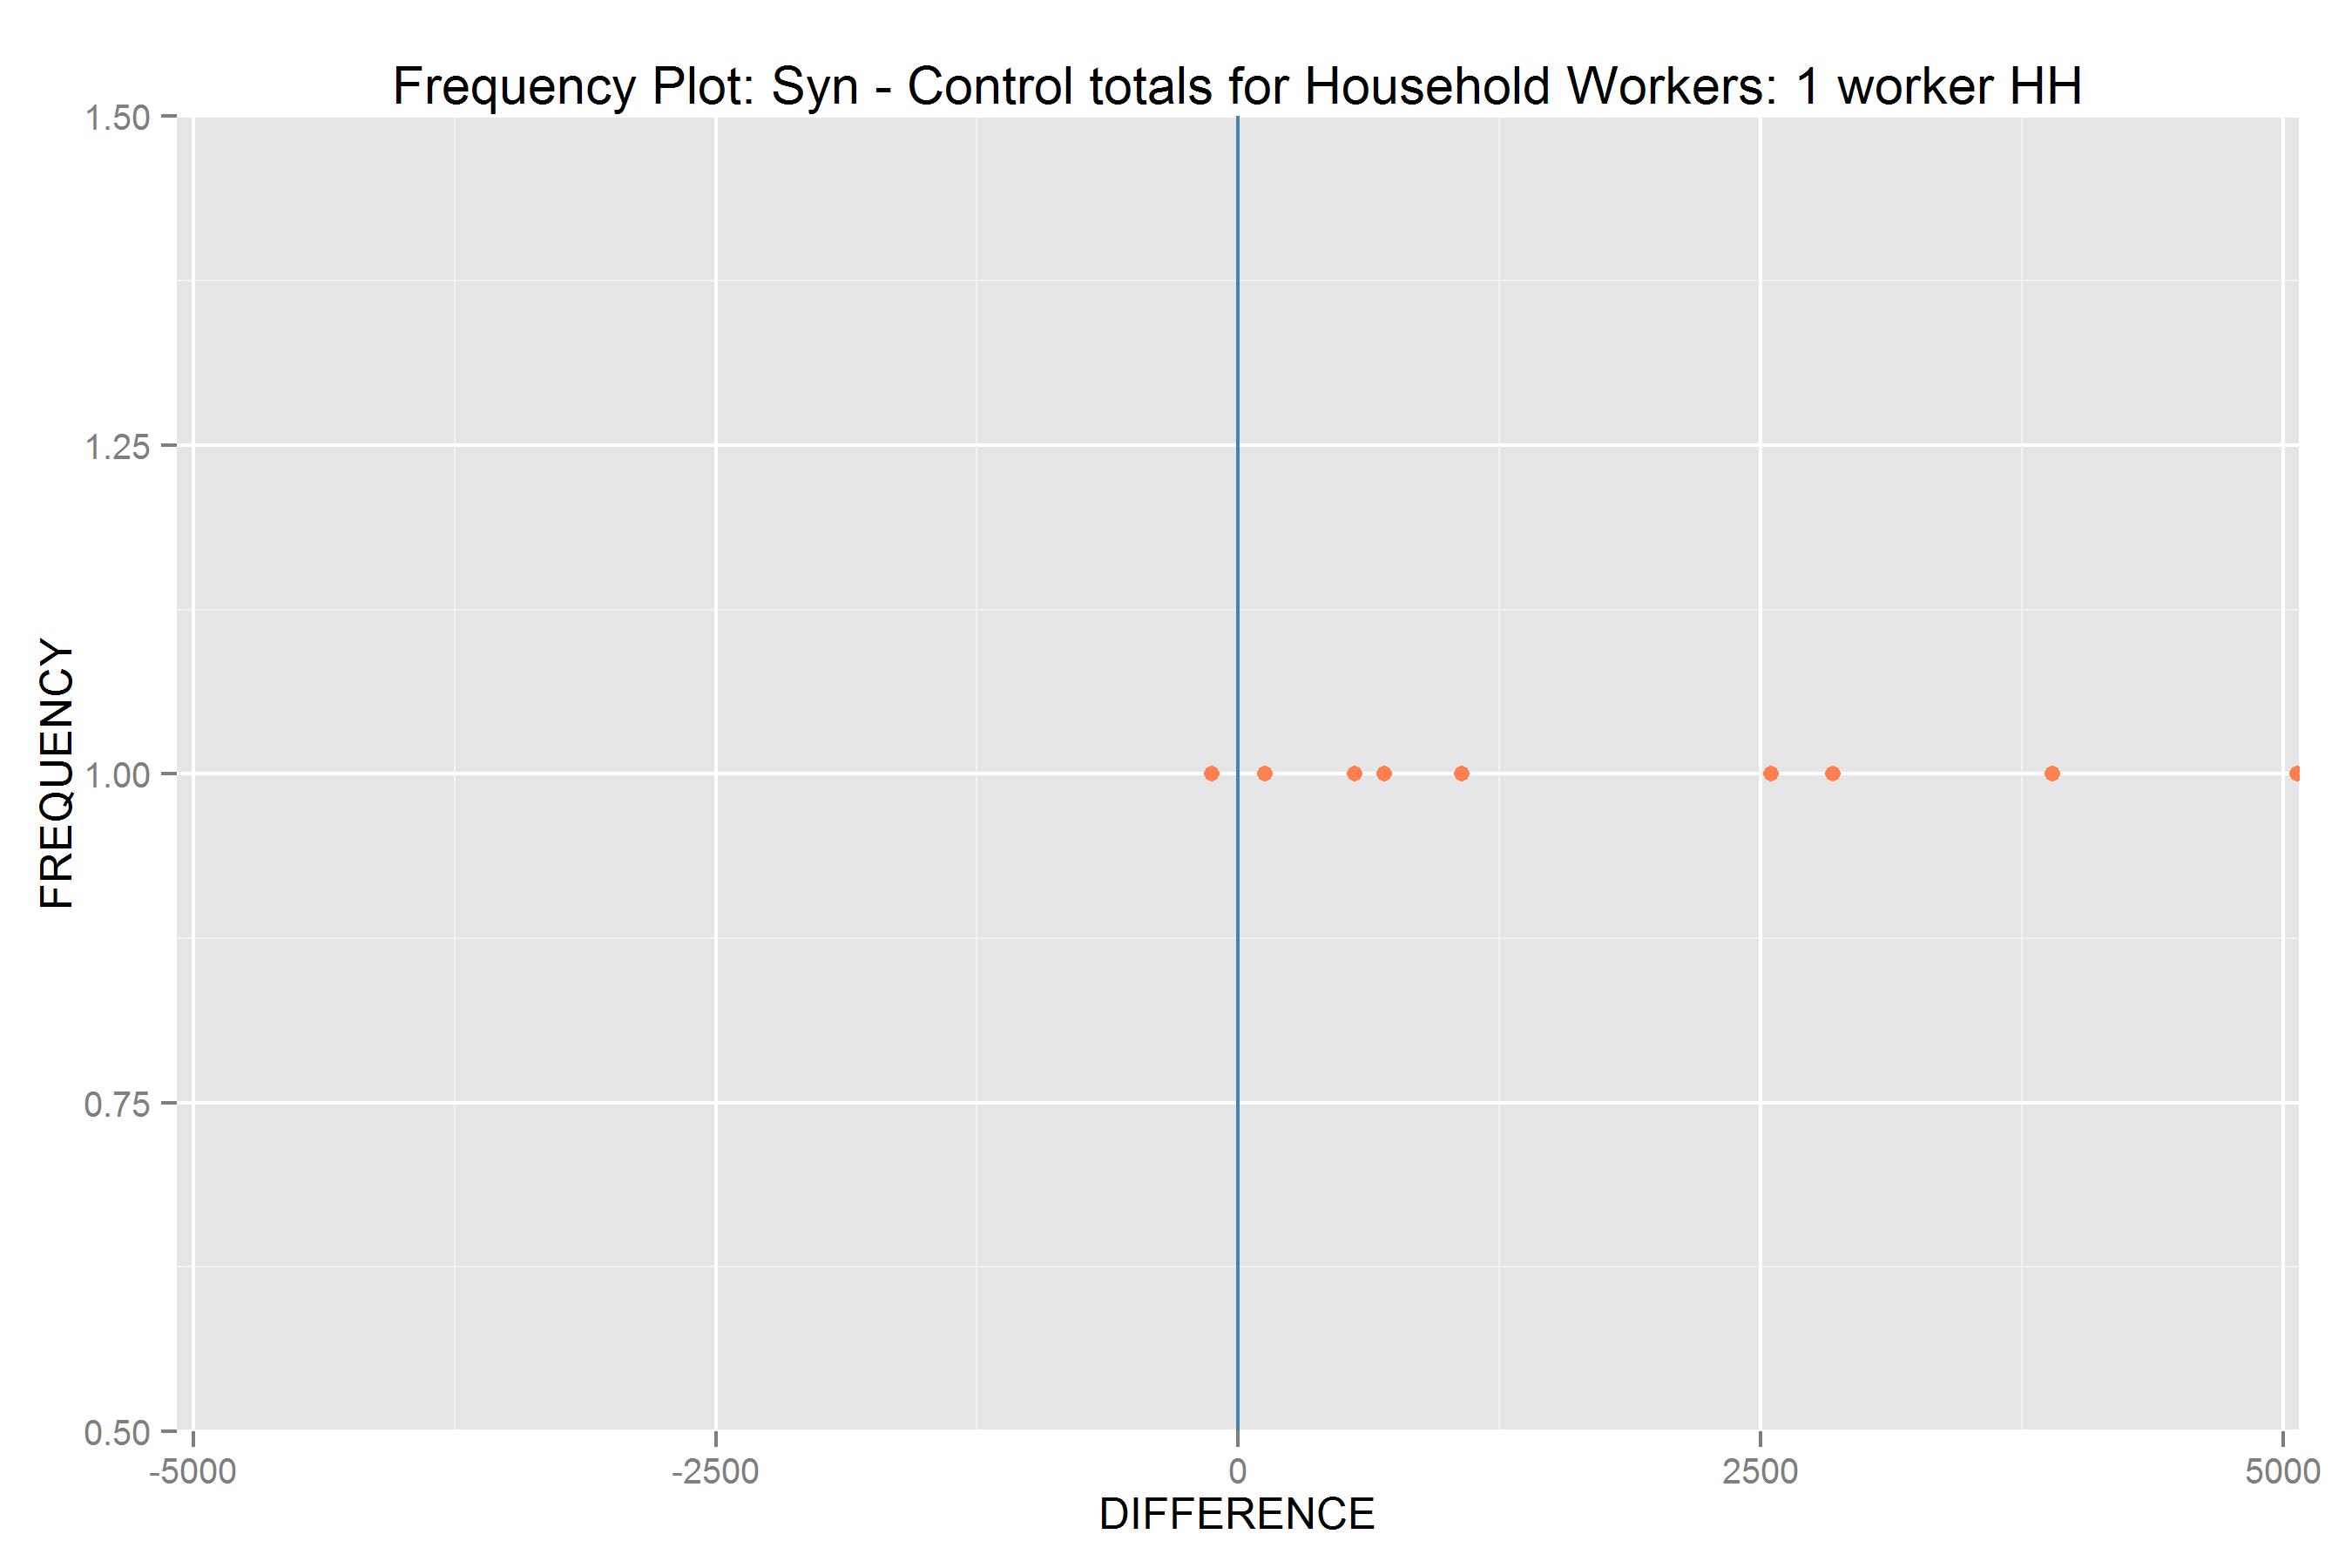 Frequency Plot: Syn - Control totals for Household Workers: 1 worker HH
1.50
1.25
1.00
0.75
0.50
FREQUENCY
-5000 -2500 0 2500 5000
DIFFERENCE